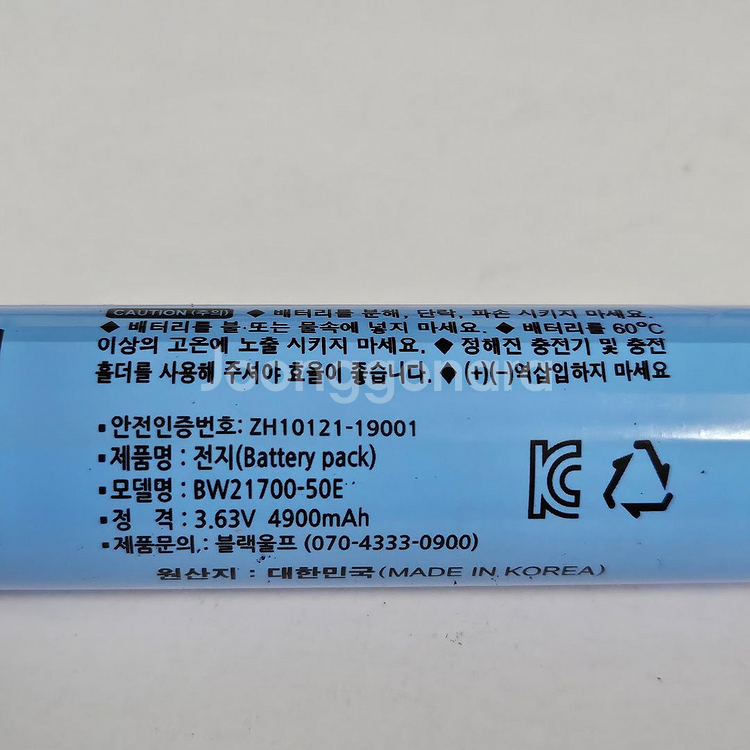 CAUTION (주의) ◆ 배터리를 분해, 단락, 파손 시키지 마세요.
◆ 배터리를 불·또는 물속에 넣지 마세요. ◆ 배터리를 60°C
이상의 고온에 노출 시키지 마세요. ◆ 정해진 충전기 및 충전
홀더를 사용해 주셔야 효율이 좋습니다. ◆ (+)(-)역삽입하지 마세요
Joonggonara
▪안전인증번호: ZH10121-19001
▪제품명 : 전지(Battery pack)
▪모델명 : BW21700-50E
▪정 격 : 3.63V 4900mAh
▪제품문의 : 블랙울프 (070-4333-0900)
원산지 : 대한민국(MADE IN KOREA)